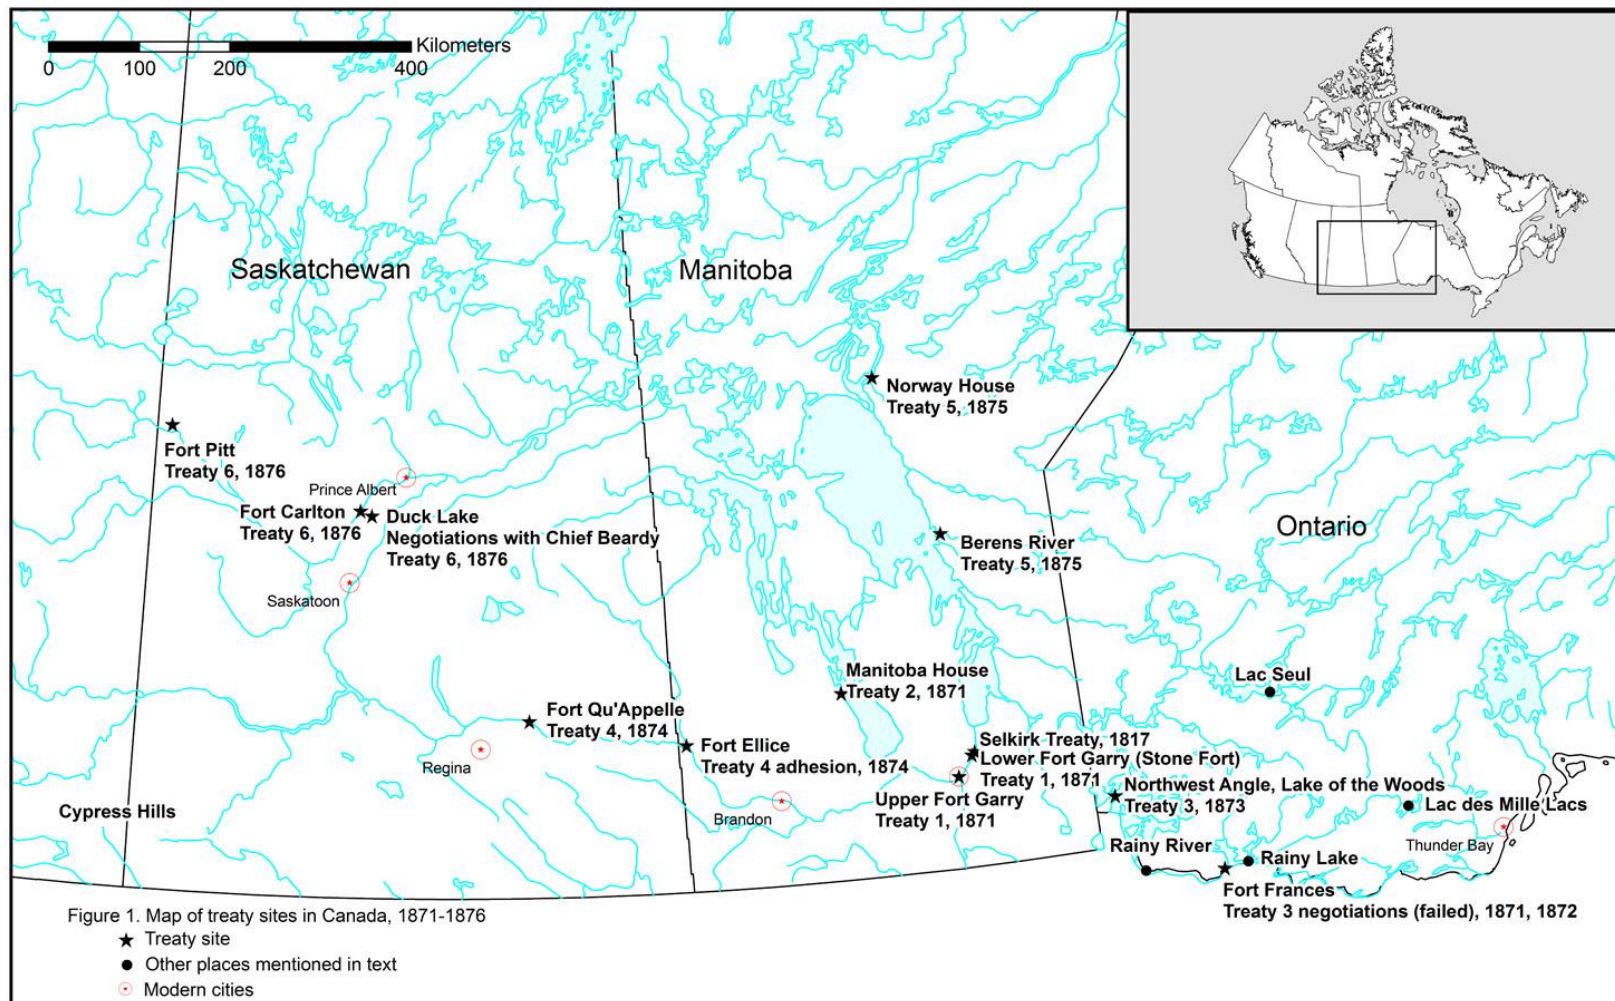 Kilometers
0 100 200 400
Saskatchewan
Manitoba
Ontario
Norway House
Treaty 5, 1875
Fort Pitt
Treaty 6, 1876
Prince Albert
Fort Carlton
Treaty 6, 1876
Duck Lake
Negotiations with Chief Beardy
Treaty 6, 1876
Saskatoon
Berens River
Treaty 5, 1875
Manitoba House
Treaty 2, 1871
Lac Seul
Fort Qu'Appelle
Treaty 4, 1874
Regina
Fort Ellice
Treaty 4 adhesion, 1874
Selkirk Treaty, 1817
Lower Fort Garry (Stone Fort)
Treaty 1, 1871
Upper Fort Garry
Treaty 1, 1871
Northwest Angle, Lake of the Woods
Treaty 3, 1873
Lac des Mille Lacs
Cypress Hills
Brandon
Thunder Bay
Rainy River
Rainy Lake
Fort Frances
Treaty 3 negotiations (failed), 1871, 1872
Figure 1. Map of treaty sites in Canada, 1871-1876
Treaty site
Other places mentioned in text
Modern cities